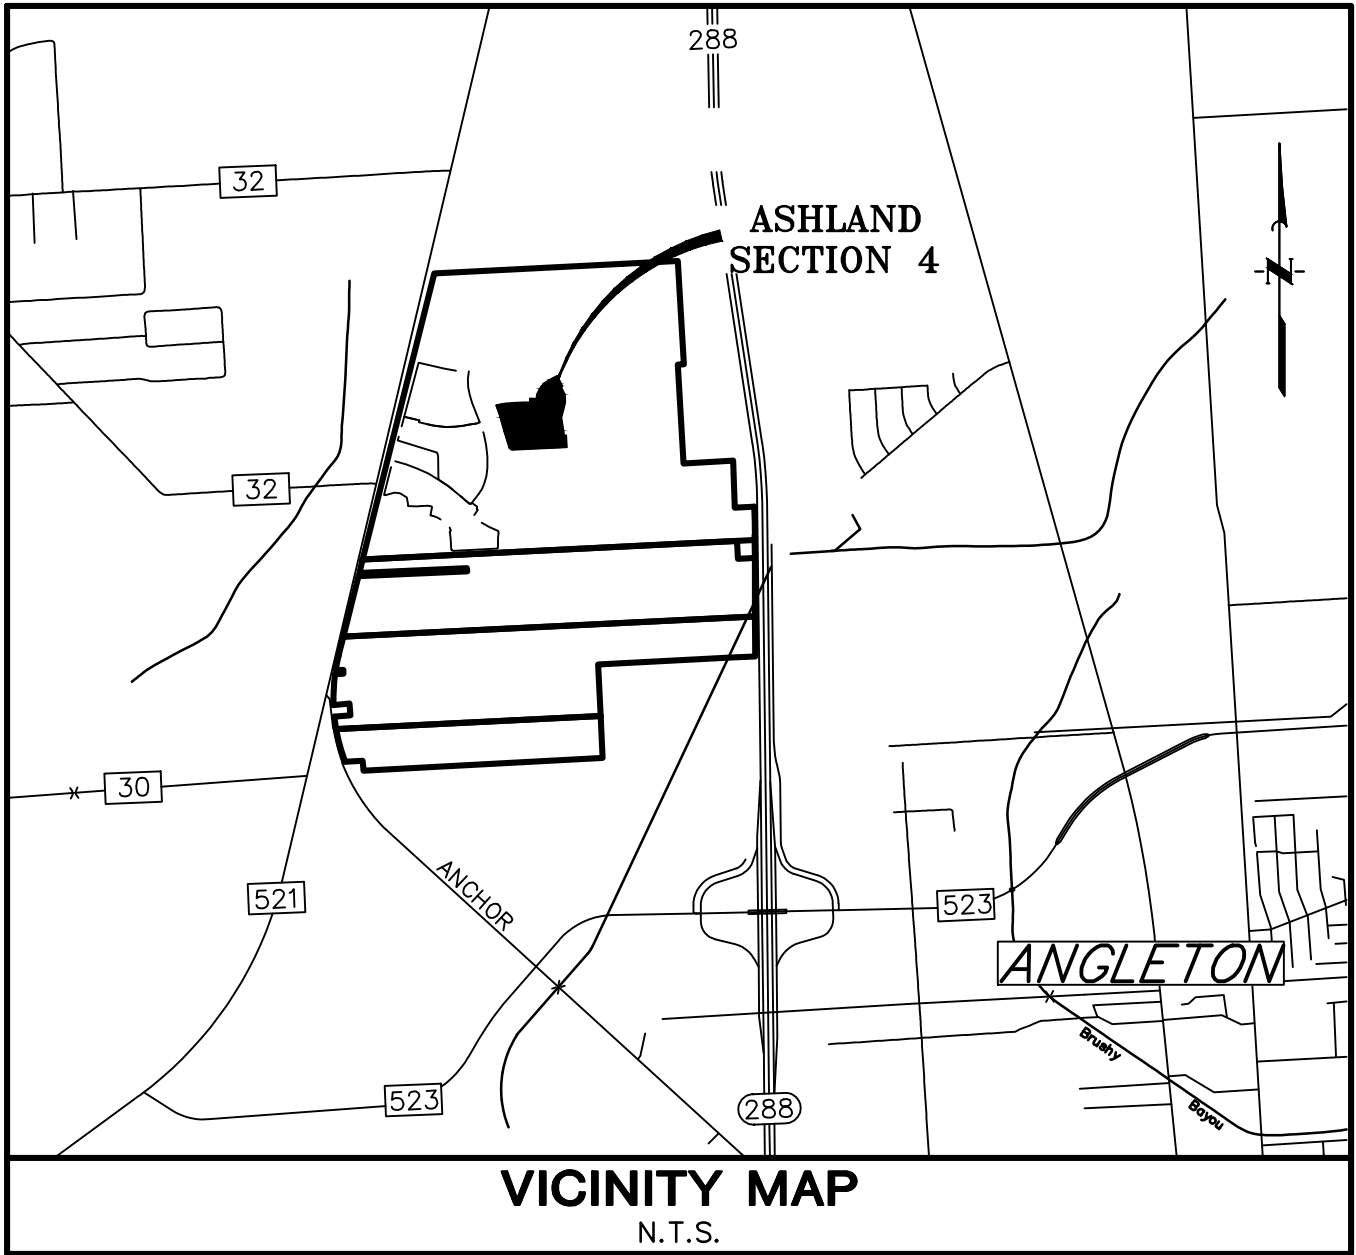 288
32
ASHLAND
SECTION 4
N
32
30
ANCHOR
521
523
ANGLETON
Brushy
523
288
Bayou
VICINITY MAP
N.T.S.